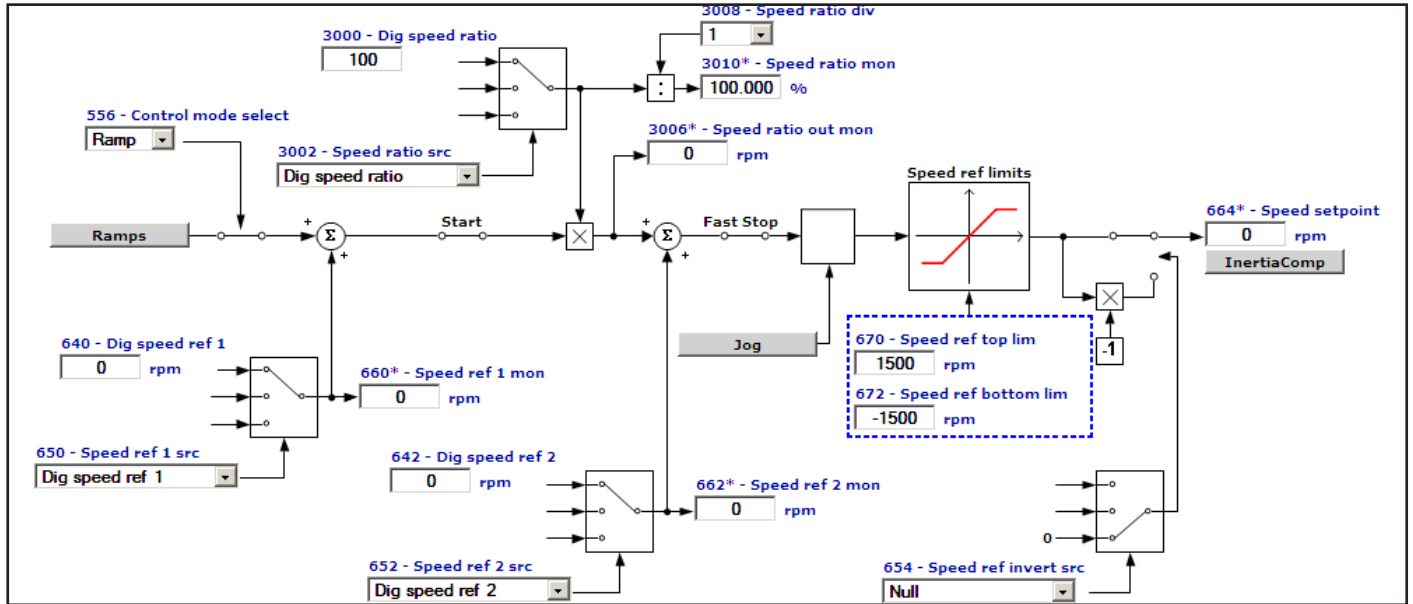 3008 - Speed ratio div
1
3000 - Dig speed ratio
100
3010* - Speed ratio mon
:
100.000 %
556 - Control mode select
Ramp
3006* - Speed ratio out mon
0 rpm
3002 - Speed ratio src
Dig speed ratio
Speed ref limits
664* - Speed setpoint
0 rpm
InertiaComp
Ramps
+
Σ
+
Start
×
+
Σ
+
Fast Stop
×
-1
640 - Dig speed ref 1
0 rpm
660* - Speed ref 1 mon
0 rpm
Jog
670 - Speed ref top lim
1500 rpm
672 - Speed ref bottom lim
-1500 rpm
650 - Speed ref 1 src
Dig speed ref 1
642 - Dig speed ref 2
0 rpm
662* - Speed ref 2 mon
0 rpm
0
652 - Speed ref 2 src
Dig speed ref 2
654 - Speed ref invert src
Null